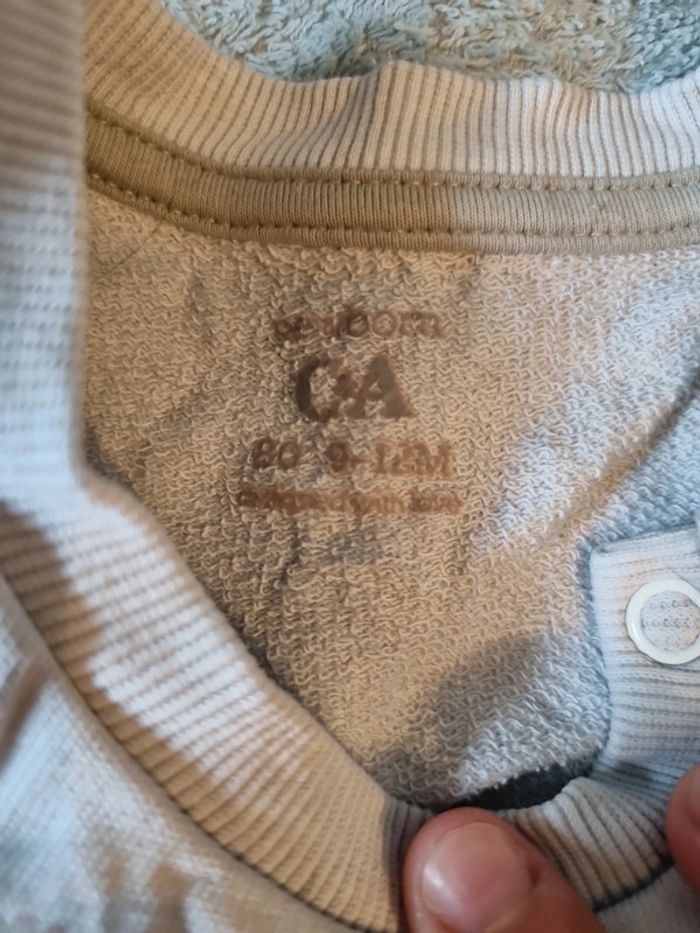 newborn
C&A
80 9-12M
designed with love